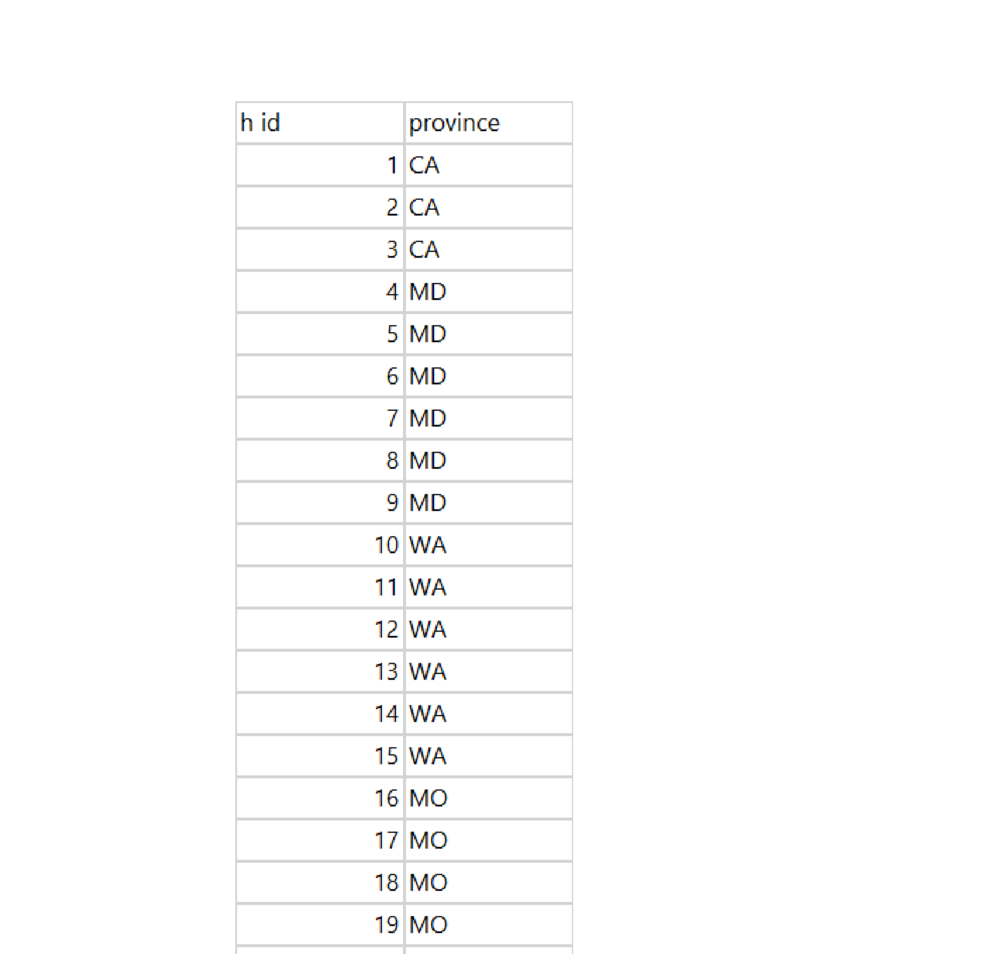 h id province
1 CA
2 CA
3 CA
4 MD
5 MD
6 MD
7 MD
8 MD
9 MD
10 WA
11 WA
12 WA
13 WA
14 WA
15 WA
16 MO
17 MO
18 MO
19 MO